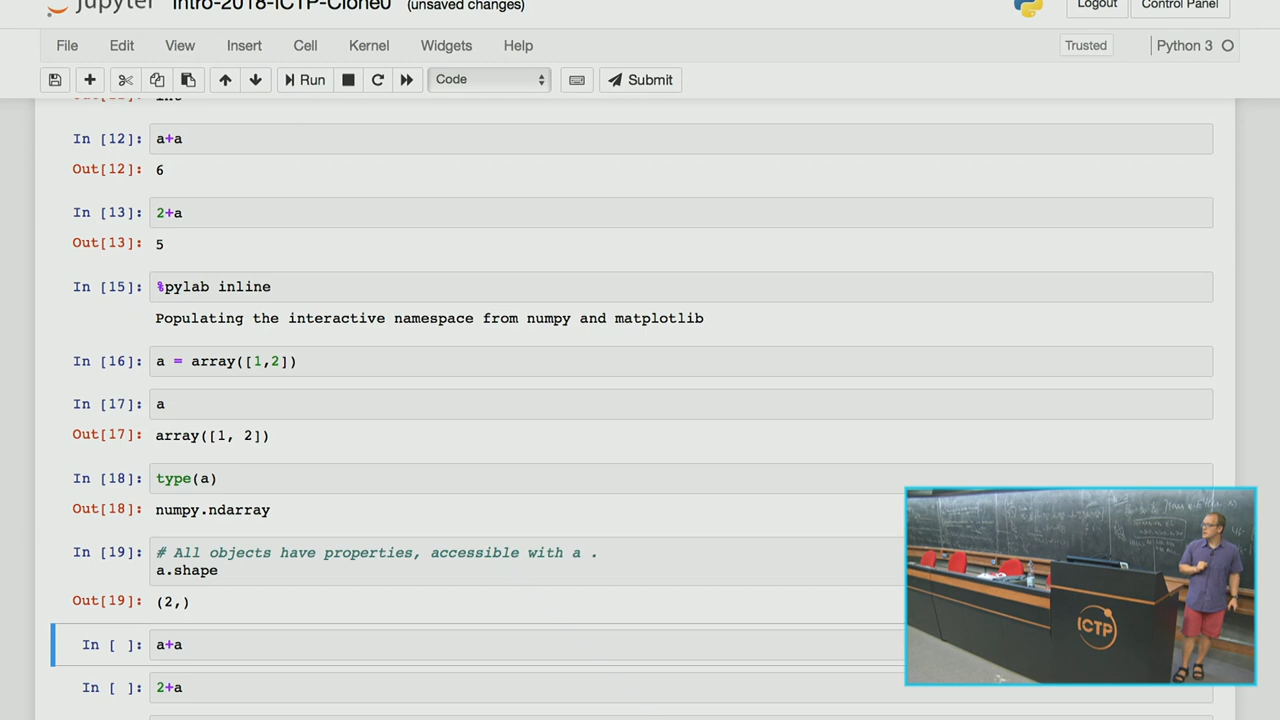 Jupyter Intro-2018-ICTP-Clone0 (unsaved changes)
Logout Control Panel
File Edit View Insert Cell Kernel Widgets Help Trusted Python 3
Run Code Submit
int
In [12]: a+a
Out[12]: 6
In [13]: 2+a
Out[13]: 5
In [15]: %pylab inline
Populating the interactive namespace from numpy and matplotlib
In [16]: a = array([1,2])
In [17]: a
Out[17]: array([1, 2])
In [18]: type(a)
Out[18]: numpy.ndarray
In [19]: # All objects have properties, accessible with a .
a.shape
Out[19]: (2,)
In [ ]: a+a
In [ ]: 2+a
ICTP